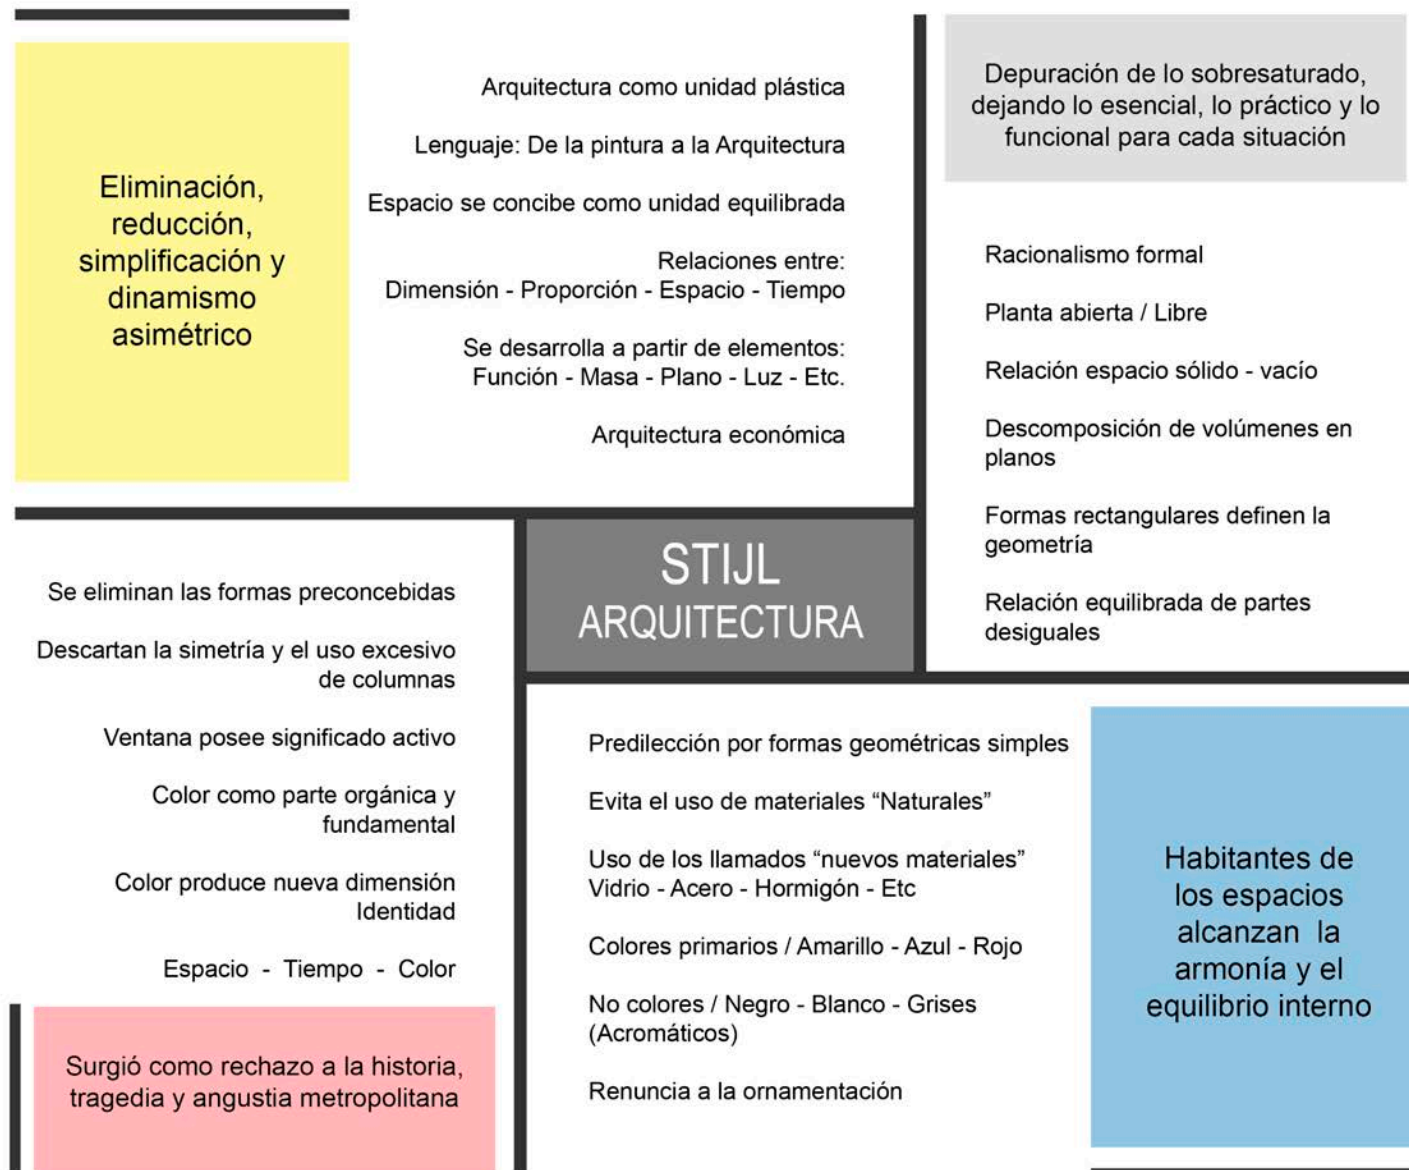 Eliminación,
reducción,
simplificación y
dinamismo
asimétrico
Arquitectura como unidad plástica
Lenguaje: De la pintura a la Arquitectura
Espacio se concibe como unidad equilibrada
Relaciones entre:
Dimensión - Proporción - Espacio - Tiempo
Se desarrolla a partir de elementos:
Función - Masa - Plano - Luz - Etc.
Arquitectura económica
Depuración de lo sobresaturado,
dejando lo esencial, lo práctico y lo
funcional para cada situación
Racionalismo formal
Planta abierta / Libre
Relación espacio sólido - vacío
Descomposición de volúmenes en
planos
Formas rectangulares definen la
geometría
Relación equilibrada de partes
desiguales
STIJL
ARQUITECTURA
Se eliminan las formas preconcebidas
Descartan la simetría y el uso excesivo
de columnas
Ventana posee significado activo
Color como parte orgánica y
fundamental
Color produce nueva dimensión
Identidad
Espacio - Tiempo - Color
Surgió como rechazo a la historia,
tragedia y angustia metropolitana
Predilección por formas geométricas simples
Evita el uso de materiales “Naturales”
Uso de los llamados “nuevos materiales”
Vidrio - Acero - Hormigón - Etc
Colores primarios / Amarillo - Azul - Rojo
No colores / Negro - Blanco - Grises
(Acromáticos)
Renuncia a la ornamentación
Habitantes de
los espacios
alcanzan la
armonía y el
equilibrio interno